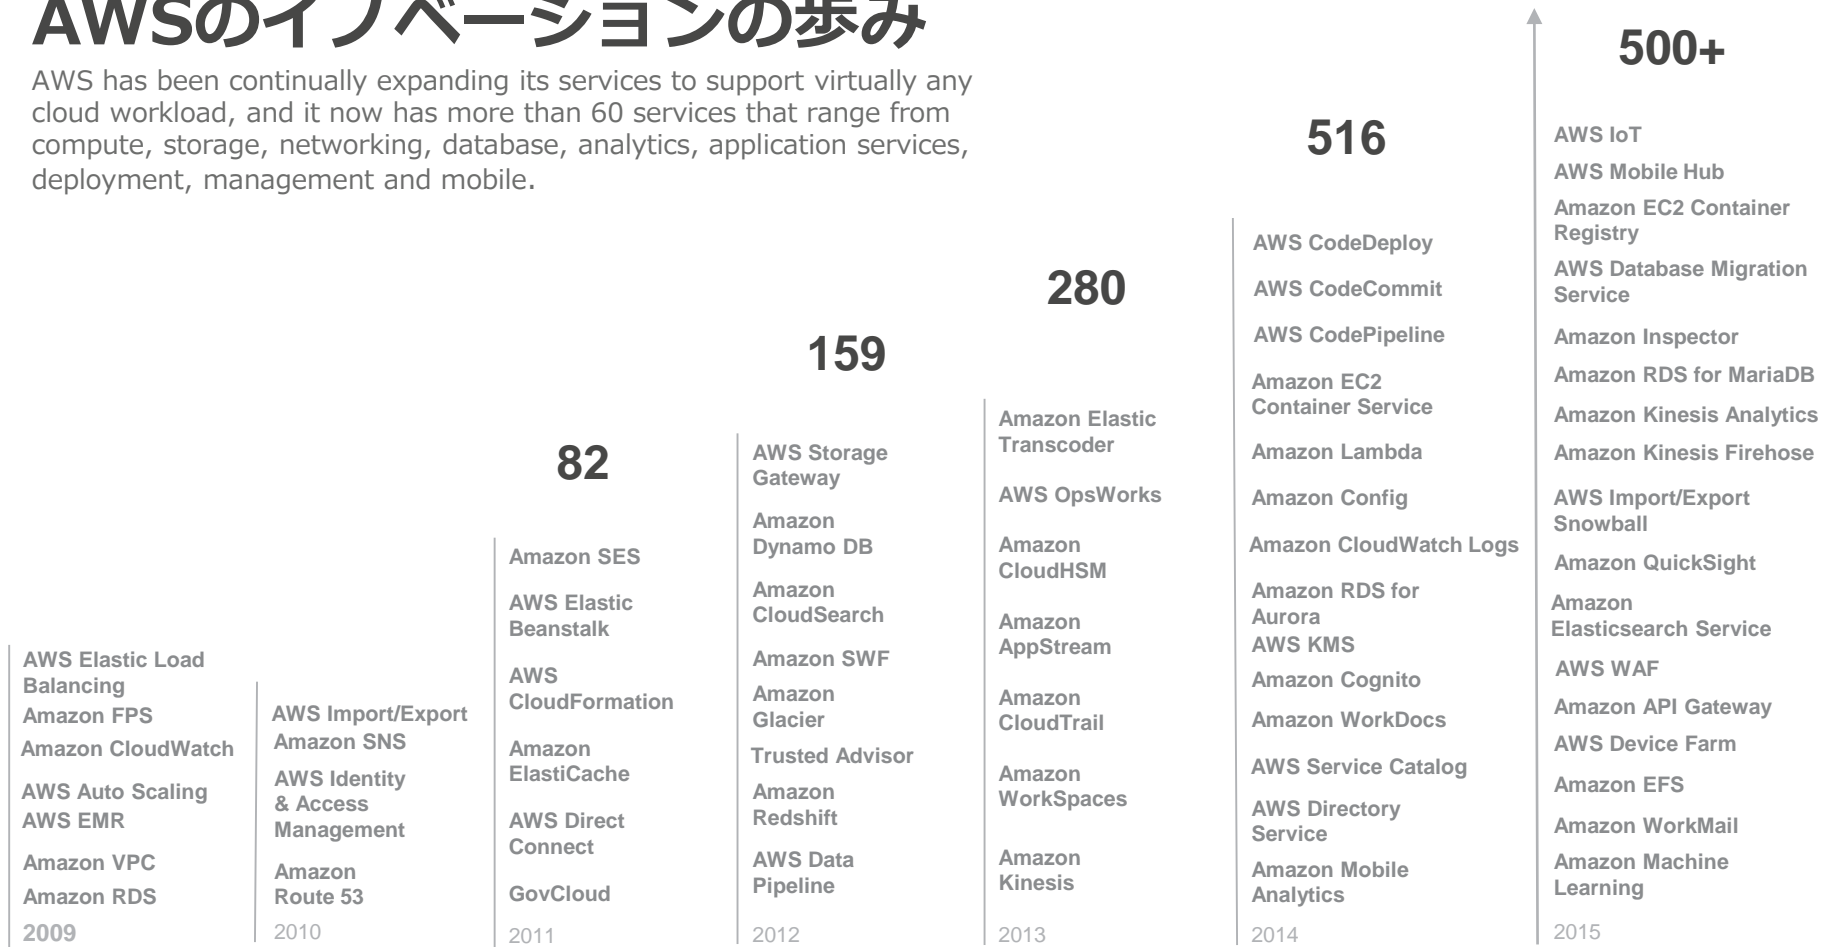 AWSのイノベーションの歩み
AWS has been continually expanding its services to support virtually any
cloud workload, and it now has more than 60 services that range from
compute, storage, networking, database, analytics, application services,
deployment, management and mobile.
AWS Elastic Load
Balancing
Amazon FPS
Amazon CloudWatch
AWS Auto Scaling
AWS EMR
Amazon VPC
Amazon RDS
2009
AWS Import/Export
Amazon SNS
AWS Identity
& Access
Management
Amazon
Route 53
2010
82
Amazon SES
AWS Elastic
Beanstalk
AWS
CloudFormation
Amazon
ElastiCache
AWS Direct
Connect
GovCloud
2011
159
AWS Storage
Gateway
Amazon
Dynamo DB
Amazon
CloudSearch
Amazon SWF
Amazon
Glacier
Trusted Advisor
Amazon
Redshift
AWS Data
Pipeline
2012
280
Amazon Elastic
Transcoder
AWS OpsWorks
Amazon
CloudHSM
Amazon
AppStream
Amazon
CloudTrail
Amazon
WorkSpaces
Amazon
Kinesis
2013
516
AWS CodeDeploy
AWS CodeCommit
AWS CodePipeline
Amazon EC2
Container Service
Amazon Lambda
Amazon Config
Amazon CloudWatch Logs
Amazon RDS for
Aurora
AWS KMS
Amazon Cognito
Amazon WorkDocs
AWS Service Catalog
AWS Directory
Service
Amazon Mobile
Analytics
2014
500+
AWS IoT
AWS Mobile Hub
Amazon EC2 Container
Registry
AWS Database Migration
Service
Amazon Inspector
Amazon RDS for MariaDB
Amazon Kinesis Analytics
Amazon Kinesis Firehose
AWS Import/Export
Snowball
Amazon QuickSight
Amazon
Elasticsearch Service
AWS WAF
Amazon API Gateway
AWS Device Farm
Amazon EFS
Amazon WorkMail
Amazon Machine
Learning
2015